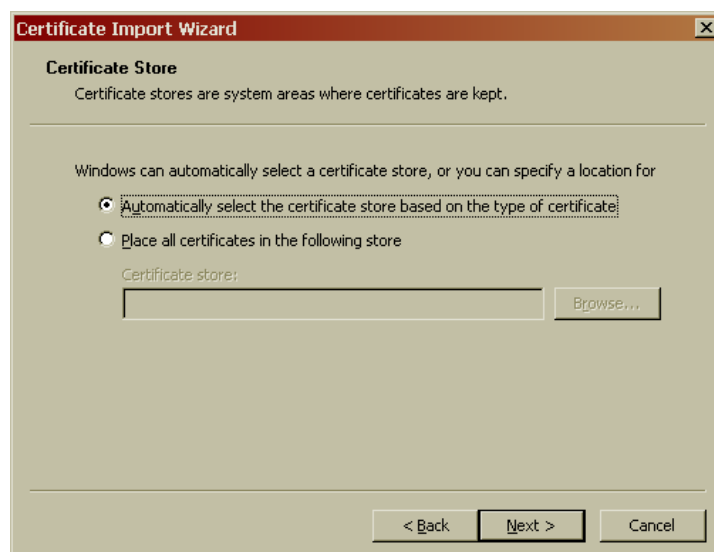 Certificate Import Wizard
Certificate Store
Certificate stores are system areas where certificates are kept.
Windows can automatically select a certificate store, or you can specify a location for
Automatically select the certificate store based on the type of certificate
Place all certificates in the following store
Certificate store:
Browse...
< Back Next > Cancel